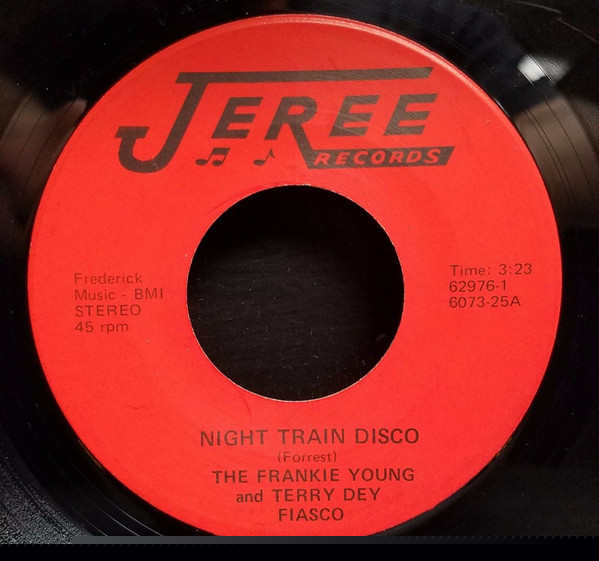 JEREE
RECORDS
Frederick
Music - BMI
STEREO
45 rpm
Time: 3:23
62976-1
6073-25A
NIGHT TRAIN DISCO
(Forrest)
THE FRANKIE YOUNG
and TERRY DEY
FIASCO